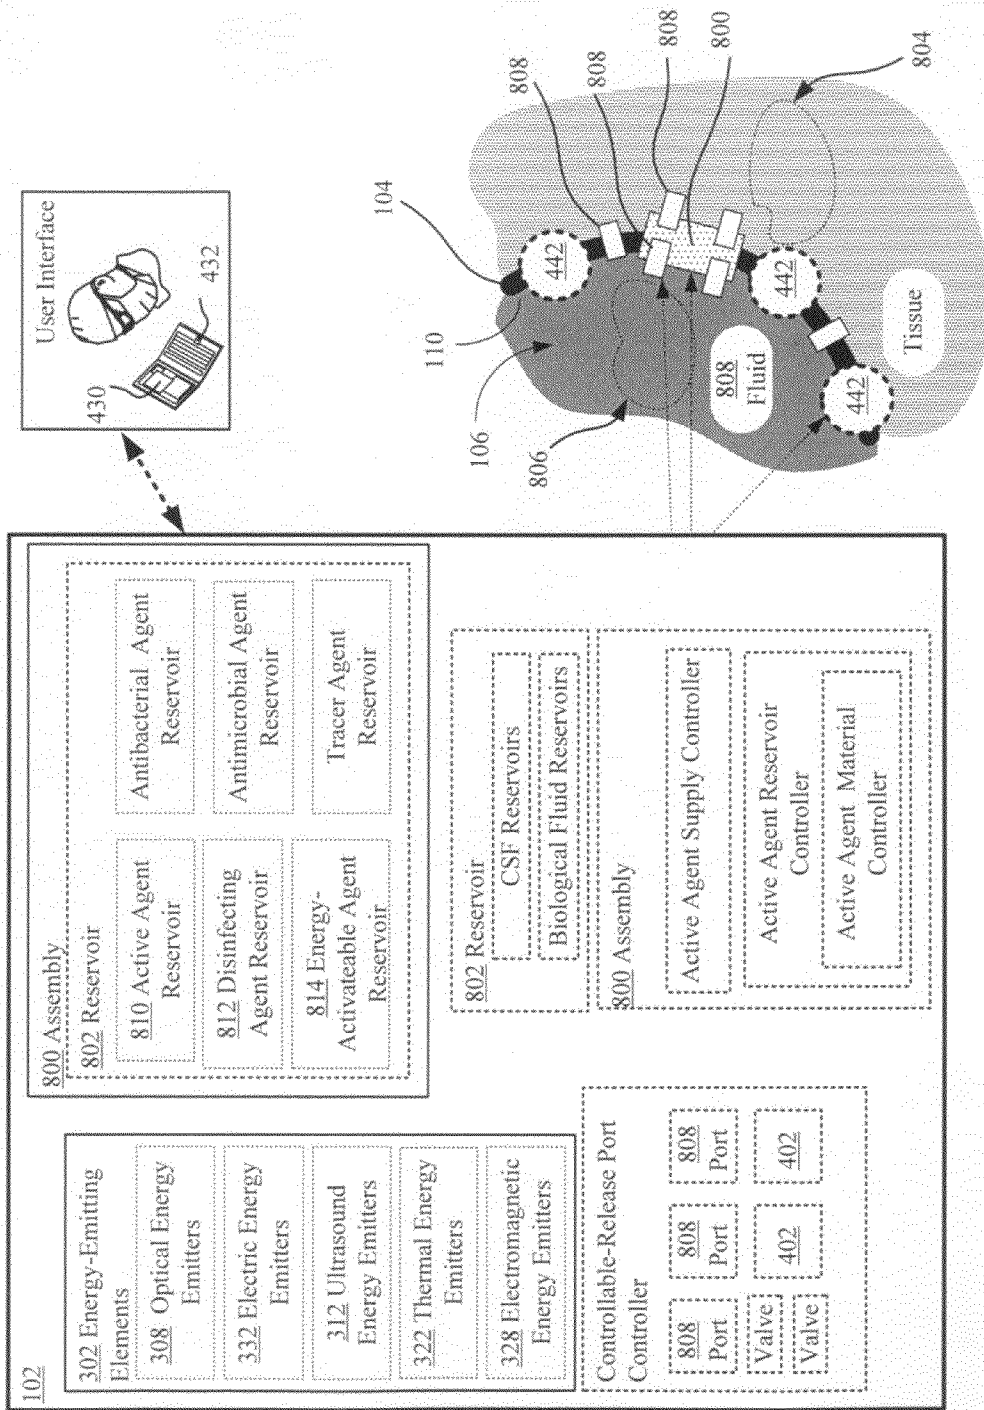 102
302 Energy-Emitting
Elements
308 Optical Energy
Emitters
332 Electric Energy
Emitters
312 Ultrasound
Energy Emitters
322 Thermal Energy
Emitters
328 Electromagnetic
Energy Emitters
Controllable-Release Port
Controller
808
Port
808
Port
808
Port
Valve
Valve
402
402
800 Assembly
802 Reservoir
810 Active Agent
Reservoir
812 Disinfecting
Agent Reservoir
814 Energy-
Activateable Agent
Reservoir
Antibacterial Agent
Reservoir
Antimicrobial Agent
Reservoir
Tracer Agent
Reservoir
802 Reservoir
CSF Reservoirs
Biological Fluid Reservoirs
800 Assembly
Active Agent Supply Controller
Active Agent Reservoir
Controller
Active Agent Material
Controller
User Interface
430
432
104
110
106
806
808
808
808
800
804
442
442
442
808
Fluid
Tissue